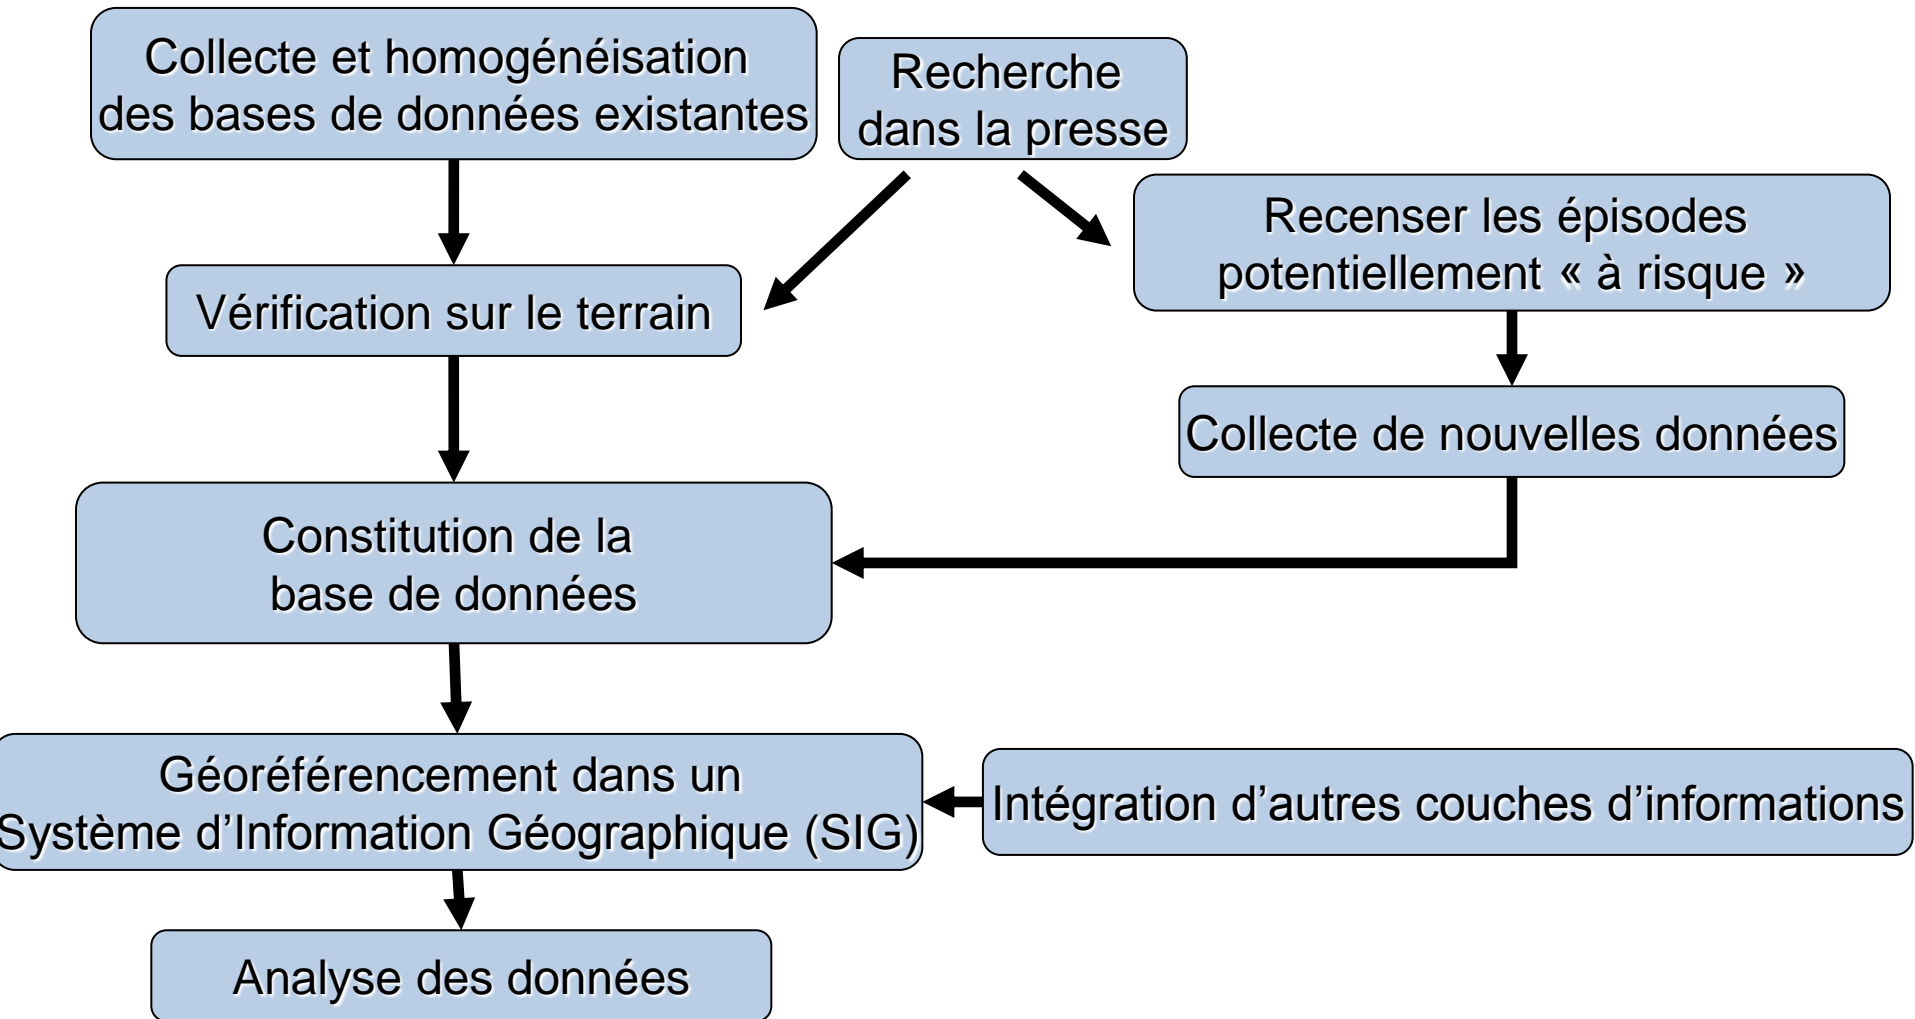 Collecte et homogénéisation
des bases de données existantes
Recherche
dans la presse
Recenser les épisodes
potentiellement « à risque »
Vérification sur le terrain
Collecte de nouvelles données
Constitution de la
base de données
Géoréférencement dans un
Système d’Information Géographique (SIG)
Intégration d’autres couches d’informations
Analyse des données